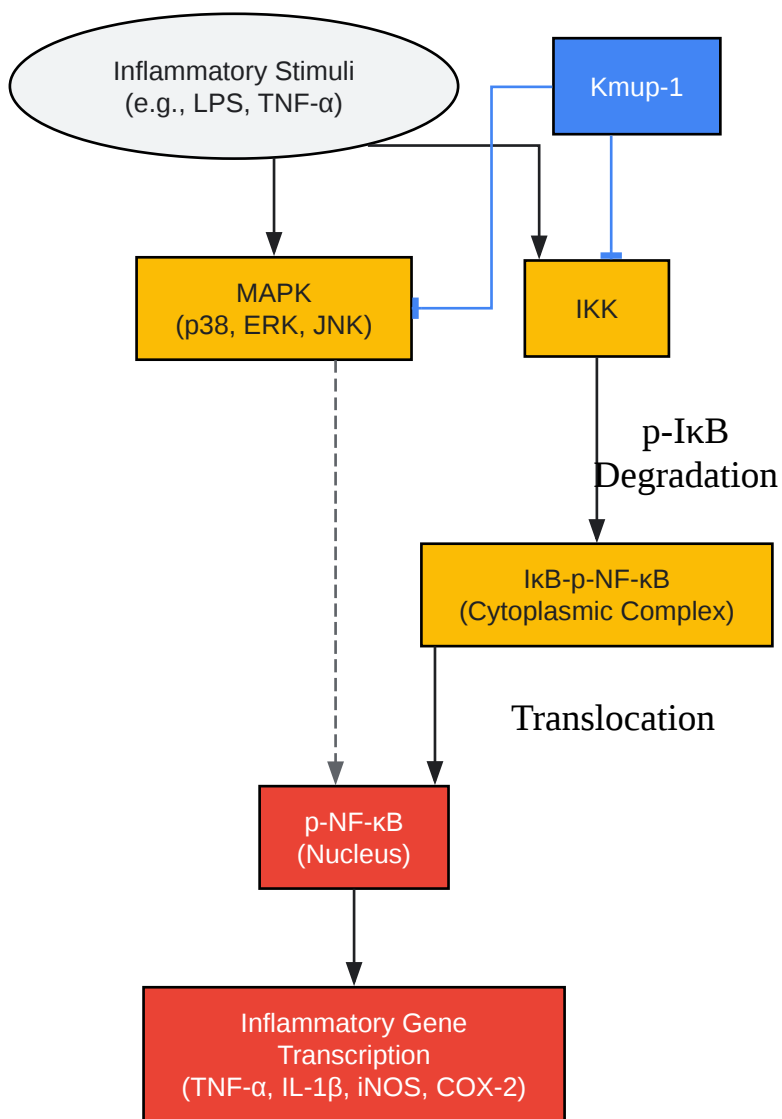 Inflammatory Stimuli
(e.g., LPS, TNF-α)
Kmup-1
MAPK
(p38, ERK, JNK)
IKK
p-IκB
Degradation
IκB-p-NF-κB
(Cytoplasmic Complex)
Translocation
p-NF-κB
(Nucleus)
Inflammatory Gene
Transcription
(TNF-α, IL-1β, iNOS, COX-2)